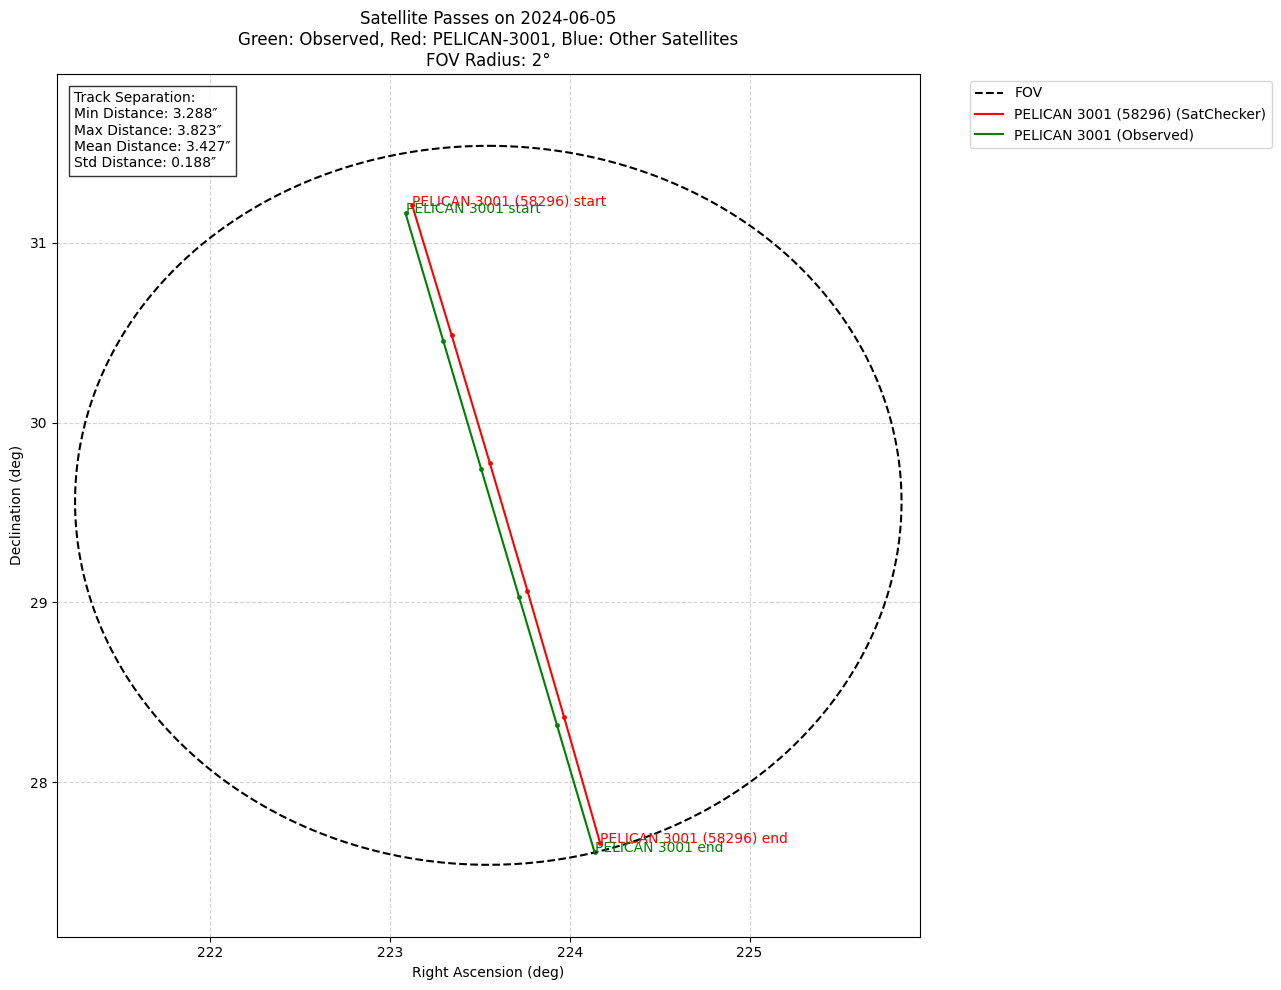 Satellite Passes on 2024-06-05
Green: Observed, Red: PELICAN-3001, Blue: Other Satellites
FOV Radius: 2°
Track Separation:
Min Distance: 3.288″
Max Distance: 3.823″
Mean Distance: 3.427″
Std Distance: 0.188″
FOV
PELICAN 3001 (58296) (SatChecker)
PELICAN 3001 (Observed)
PELICAN 3001 (58296) start
PELICAN 3001 start
31
30
29
28
Declination (deg)
PELICAN 3001 (58296) end
PELICAN 3001 end
222
223
224
225
Right Ascension (deg)